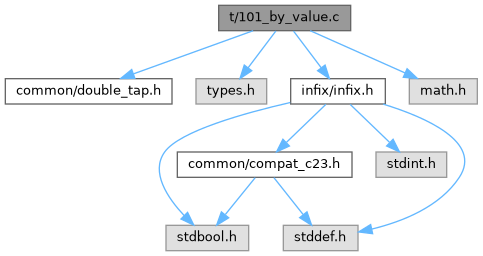 t/101_by_value.c
common/double_tap.h
types.h
infix/infix.h
math.h
common/compat_c23.h
stdint.h
stdbool.h
stddef.h